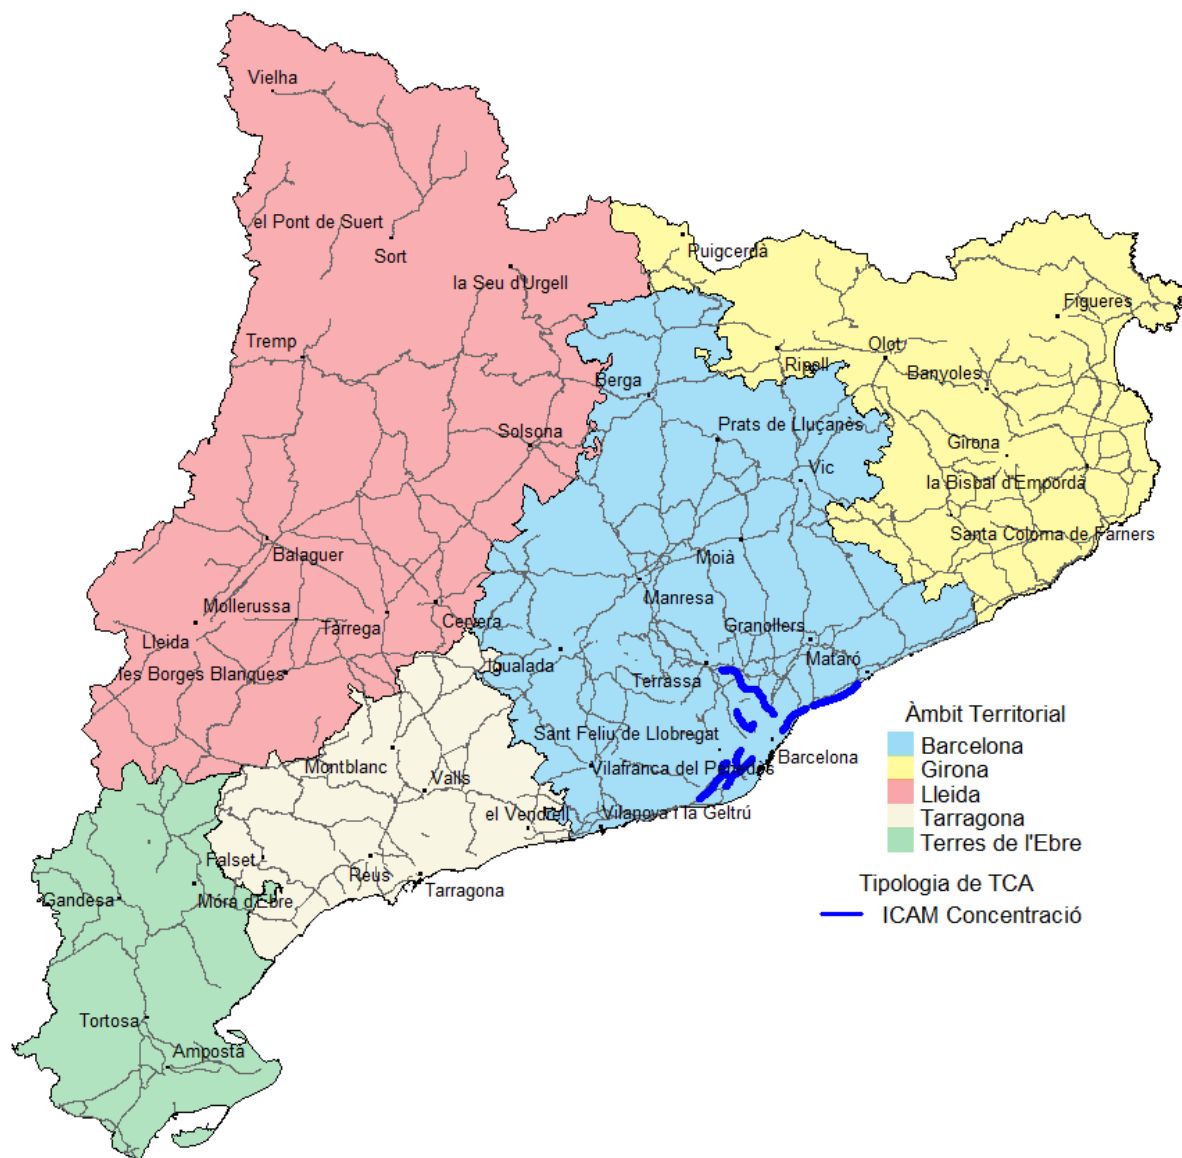 Vielha
el Pont de Suert
Sort
Puigcerdà
la Seu d'Urgell
Figueres
Tremp
Olot
Ripoll
Banyoles
Berga
Prats de Lluçanès
Solsona
Girona
Vic
la Bisbal d'Empordà
Santa Coloma de Farners
Balaguer
Moià
Manresa
Mollerussa
Granollers
Lleida
Tàrrega
Cervera
Mataró
Igualada
les Borges Blanques
Terrassa
Àmbit Territorial
Sant Feliu de Llobregat
Barcelona
Barcelona
Montblanc
Vilafranca del Penedès
Girona
Valls
Lleida
el Vendrell
Vilanova i la Geltrú
Tarragona
Terres de l'Ebre
Falset
Reus
Tarragona
Tipologia de TCA
Gandesa
Móra d'Ebre
ICAM Concentració
Tortosa
Amposta